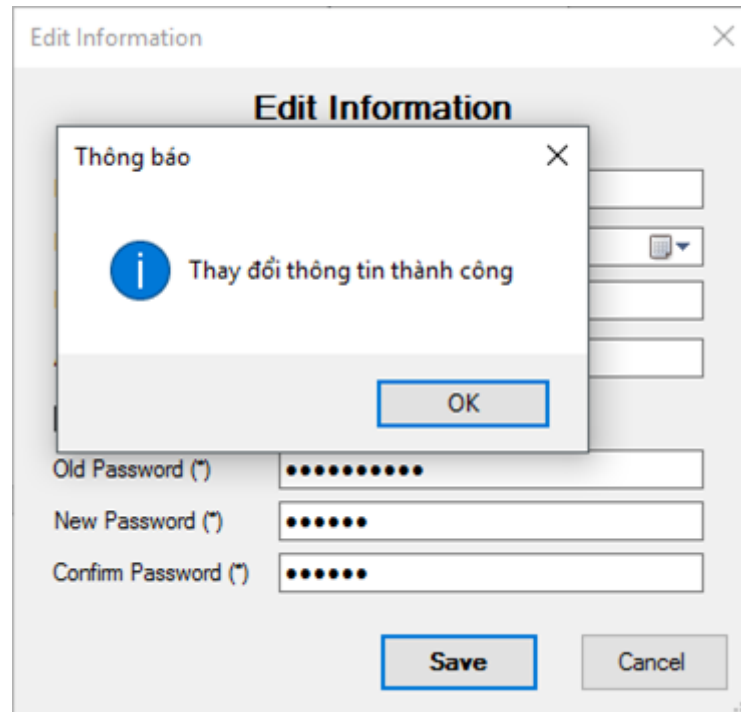 Edit Information
Edit Information
Thông báo
Thay đổi thông tin thành công
OK
Old Password (*)
●●●●●●●●●●
New Password (*)
●●●●●●
Confirm Password (*)
●●●●●●
Save
Cancel